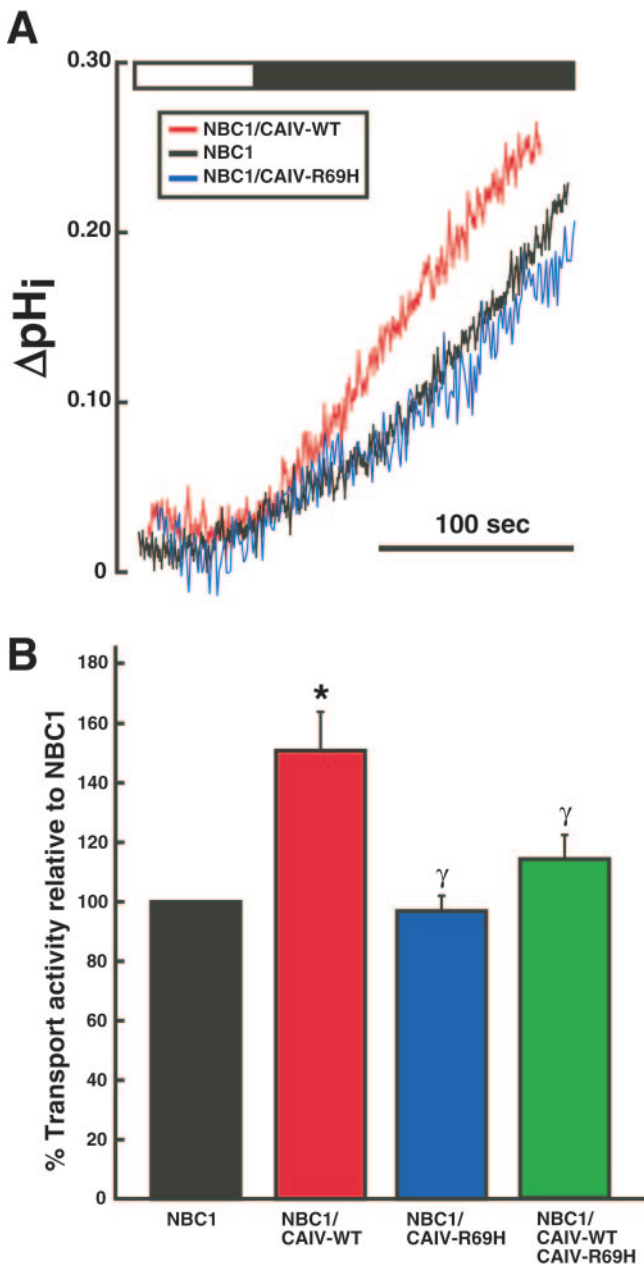 A
0.30
0.20
0.10
0
ΔpHi
NBC1/CAIV-WT
NBC1
NBC1/CAIV-R69H
100 sec
B
% Transport activity relative to NBC1
180
160
140
120
100
80
60
40
20
0
*
γ
γ
NBC1
NBC1/
CAIV-WT
NBC1/
CAIV-R69H
NBC1/
CAIV-WT
CAIV-R69H